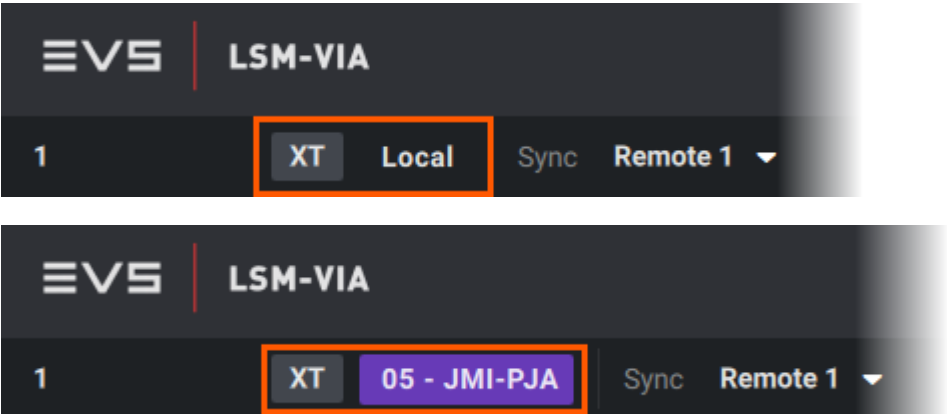 EVS LSM-VIA
1 XT Local Sync Remote 1
EVS LSM-VIA
1 XT 05 - JMI-PJA Sync Remote 1